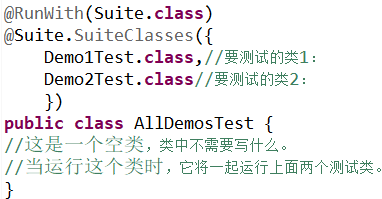 @RunWith(Suite.class)
@Suite.SuiteClasses({
    Demo1Test.class,//要测试的类1:
    Demo2Test.class//要测试的类2:
    })
public class AllDemosTest {
//这是一个空类，类中不需要写什么。
//当运行这个类时，它将一起运行上面两个测试类。
}